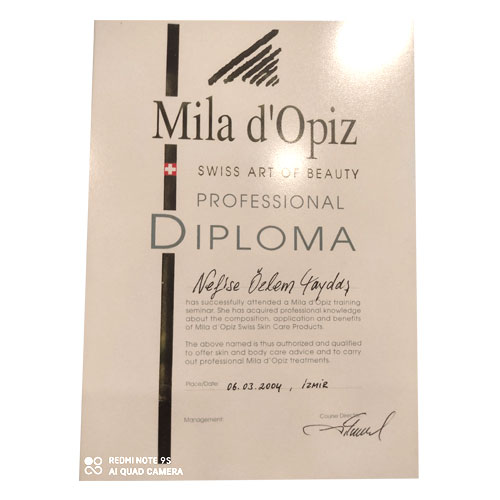 Mila d'Opiz
SWISS ART OF BEAUTY
PROFESSIONAL
DIPLOMA
Nefise Özlem Yaydaş
has successfully attended a Mila d'Opiz training
seminar. She has acquired professional knowledge
about the composition, application and benefits
of Mila d'Opiz Swiss Skin Care Products.
The above named is thus authorized and qualified
to offer skin and body care advice and to carry
out professional Mila d'Opiz treatments.
Place/Date: 06.03.2004, İZMİR
Management: Course Director:
REDMI NOTE 9S
AI QUAD CAMERA